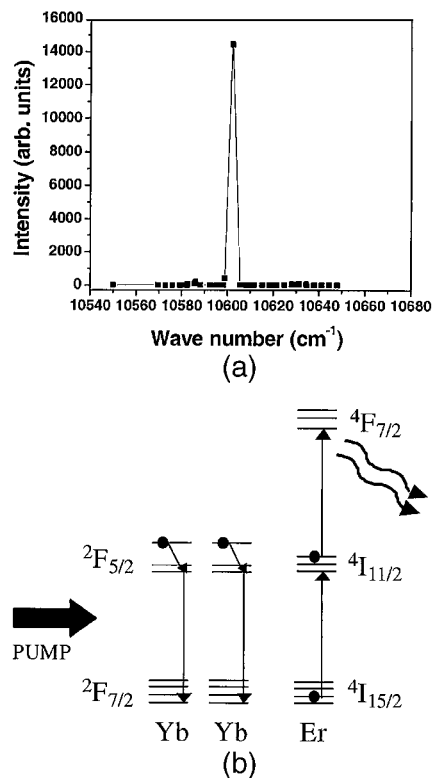 16000
14000
12000
10000
8000
6000
4000
2000
0
Intensity (arb. units)
10540 10560 10580 10600 10620 10640 10660 10680
Wave number (cm⁻¹)
(a)
⁴F₇/₂
²F₅/₂
⁴I₁₁/₂
PUMP
²F₇/₂
⁴I₁₅/₂
Yb Yb Er
(b)